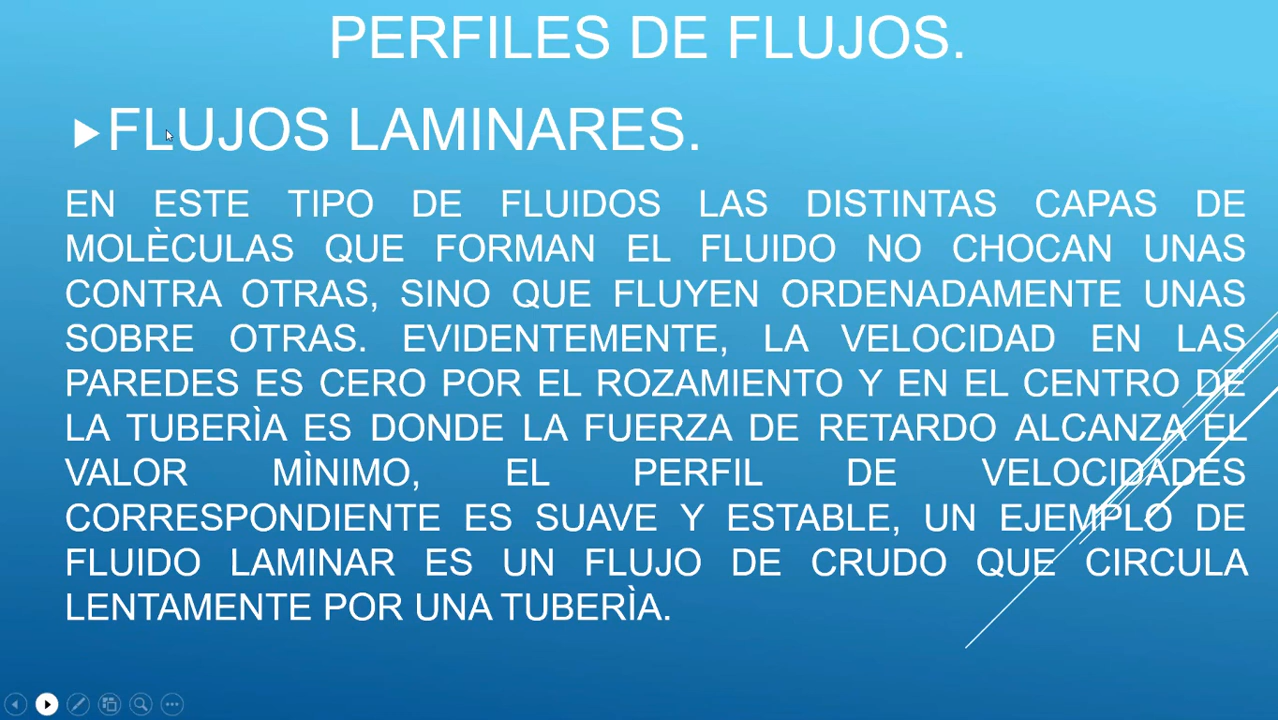 PERFILES DE FLUJOS.
FLUJOS LAMINARES.
EN ESTE TIPO DE FLUIDOS LAS DISTINTAS CAPAS DE
MOLÈCULAS QUE FORMAN EL FLUIDO NO CHOCAN UNAS
CONTRA OTRAS, SINO QUE FLUYEN ORDENADAMENTE UNAS
SOBRE OTRAS. EVIDENTEMENTE, LA VELOCIDAD EN LAS
PAREDES ES CERO POR EL ROZAMIENTO Y EN EL CENTRO DE
LA TUBERÌA ES DONDE LA FUERZA DE RETARDO ALCANZA EL
VALOR MÌNIMO, EL PERFIL DE VELOCIDADES
CORRESPONDIENTE ES SUAVE Y ESTABLE, UN EJEMPLO DE
FLUIDO LAMINAR ES UN FLUJO DE CRUDO QUE CIRCULA
LENTAMENTE POR UNA TUBERÌA.